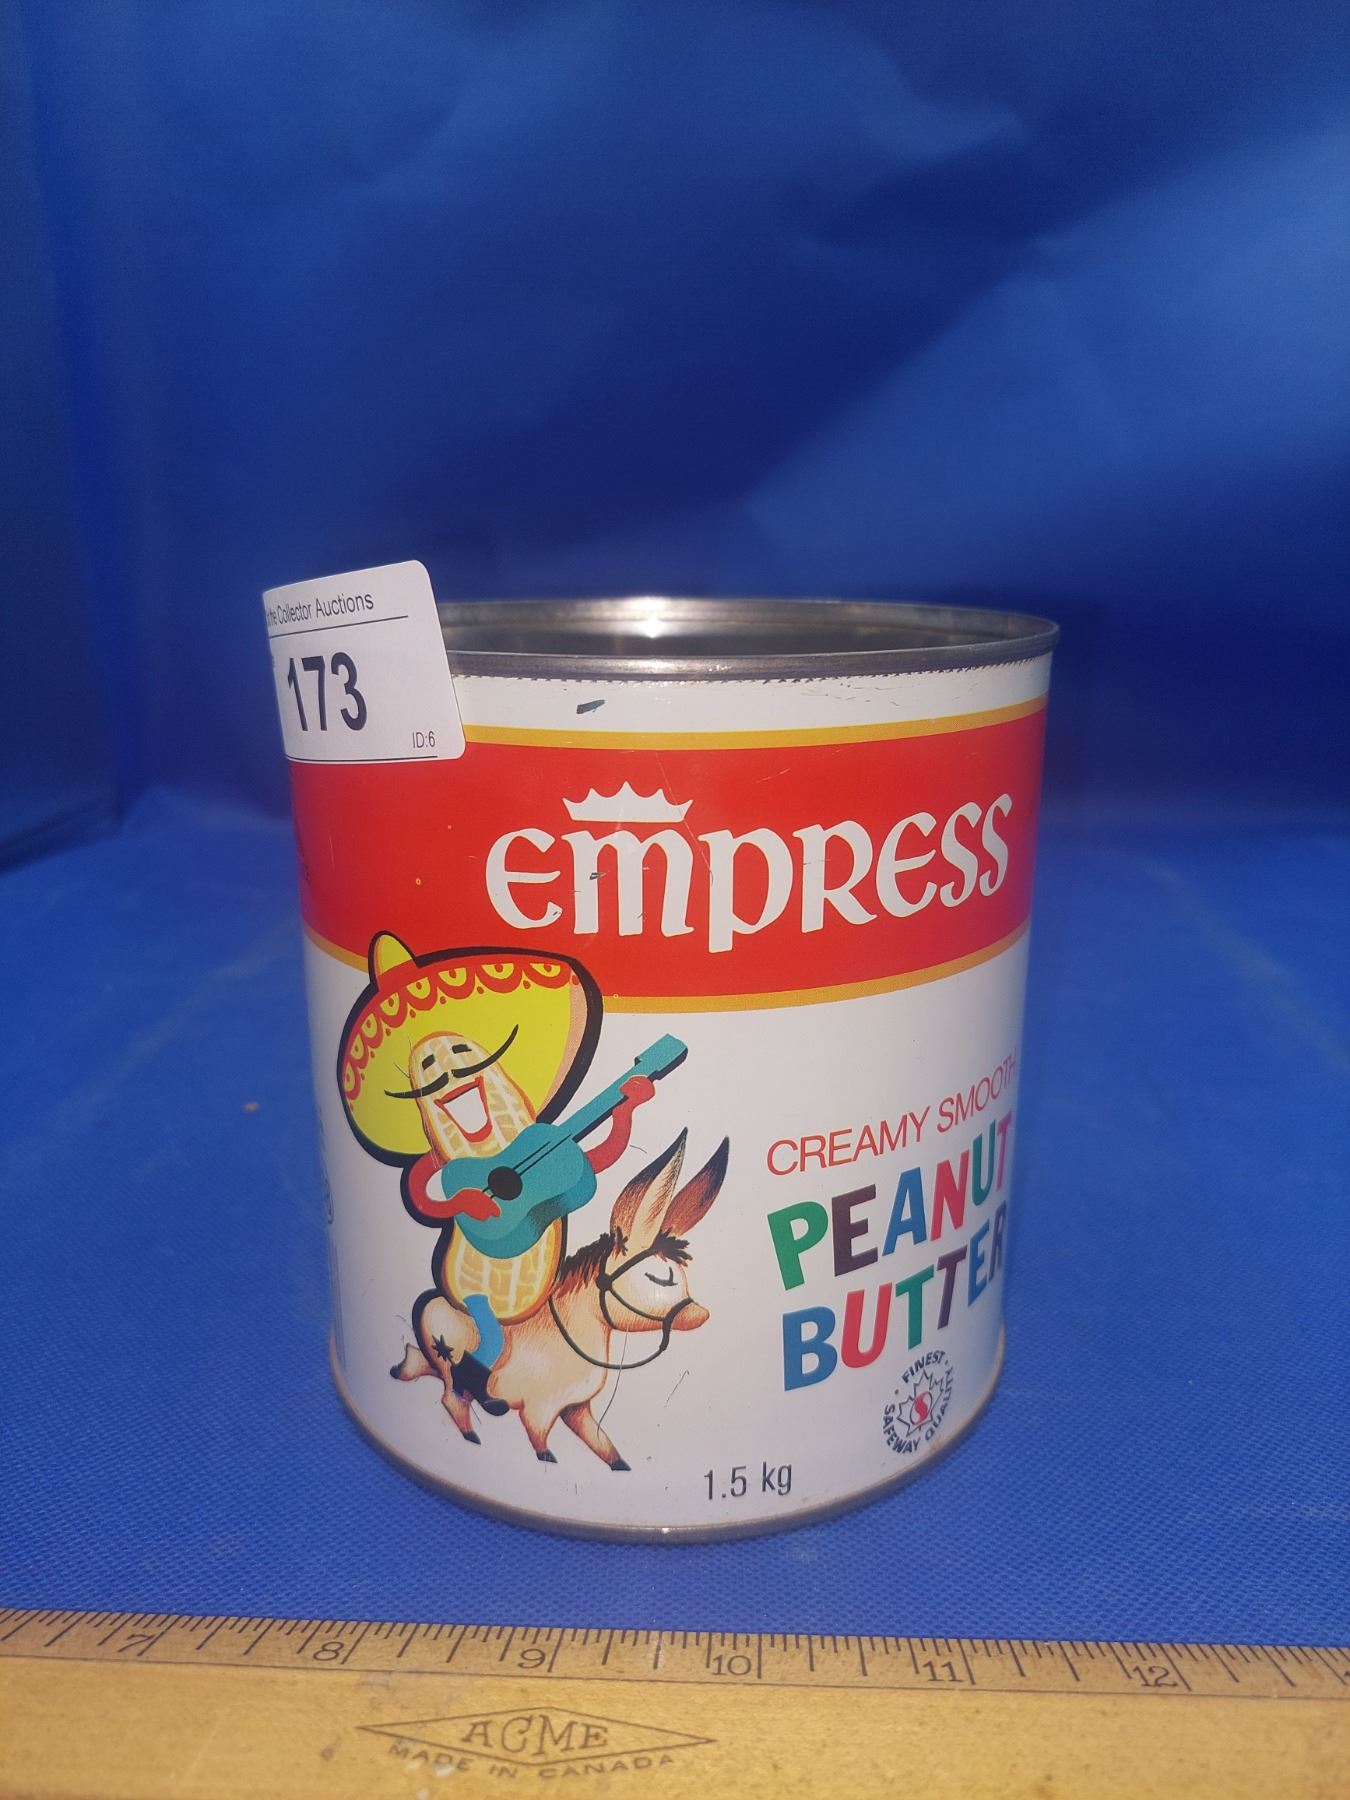 the Collector Auctions
173
ID:6
EMPRESS
CREAMY SMOOTH
PEANUT
BUTTER
FINEST
SAFEWAY QUALITY
1.5 kg
7 8 9 10 11 12
ACME
MADE IN CANADA